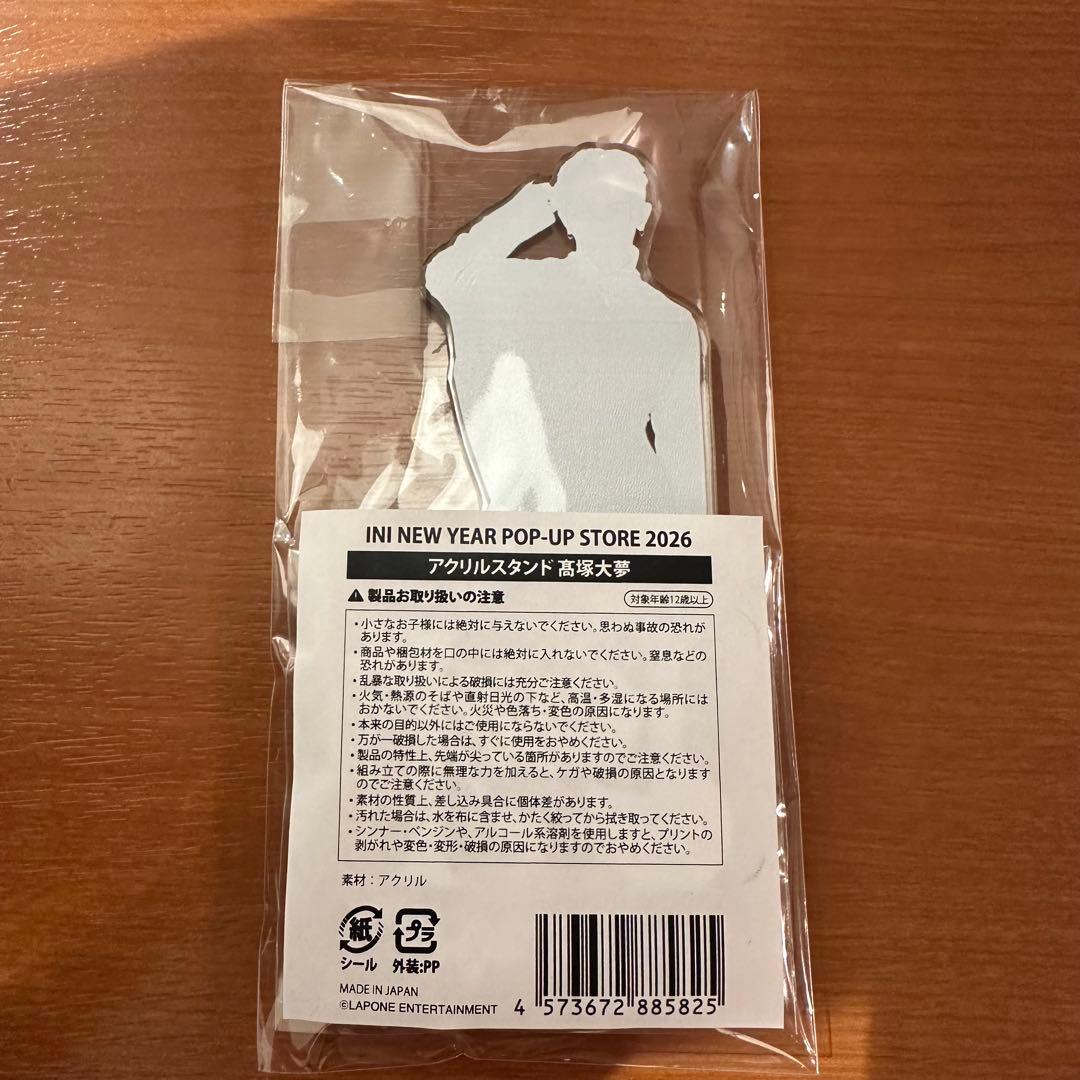 INI NEW YEAR POP-UP STORE 2026
アクリルスタンド 髙塚大夢
製品お取り扱いの注意
対象年齢12歳以上
・小さなお子様には絶対に与えないでください。思わぬ事故の恐れが
あります。
・商品や梱包材を口の中には絶対に入れないでください。窒息などの
恐れがあります。
・乱暴な取り扱いによる破損には充分ご注意ください。
・火気・熱源のそばや直射日光の下など、高温・多湿になる場所には
おかないでください。火災や色落ち・変色の原因になります。
・本来の目的以外にはご使用にならないでください。
・万が一破損した場合は、すぐに使用をおやめください。
・製品の特性上、先端が尖っている箇所がありますのでご注意ください。
・組み立ての際に無理な力を加えると、ケガや破損の原因となります
のでご注意ください。
・素材の性質上、差し込み具合に個体差があります。
・汚れた場合は、水を布に含ませ、かたく絞ってから拭き取ってください。
・シンナー・ベンジンや、アルコール系溶剤を使用しますと、プリントの
剥がれや変色・変形・破損の原因になりますのでおやめください。
素材：アクリル
紙
プラ
シール
外装:PP
MADE IN JAPAN
©LAPONE ENTERTAINMENT
4 573672 885825